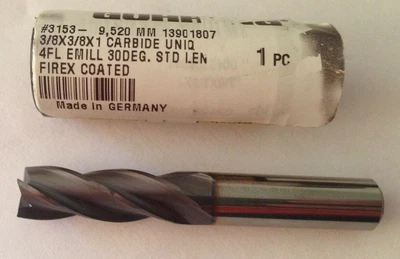 #3153- 9,520 MM 13901807
3/8X3/8X1 CARBIDE UNIQ
4FL EMILL 30DEG. STD LEN
FIREX COATED
1 PC
Made in GERMANY